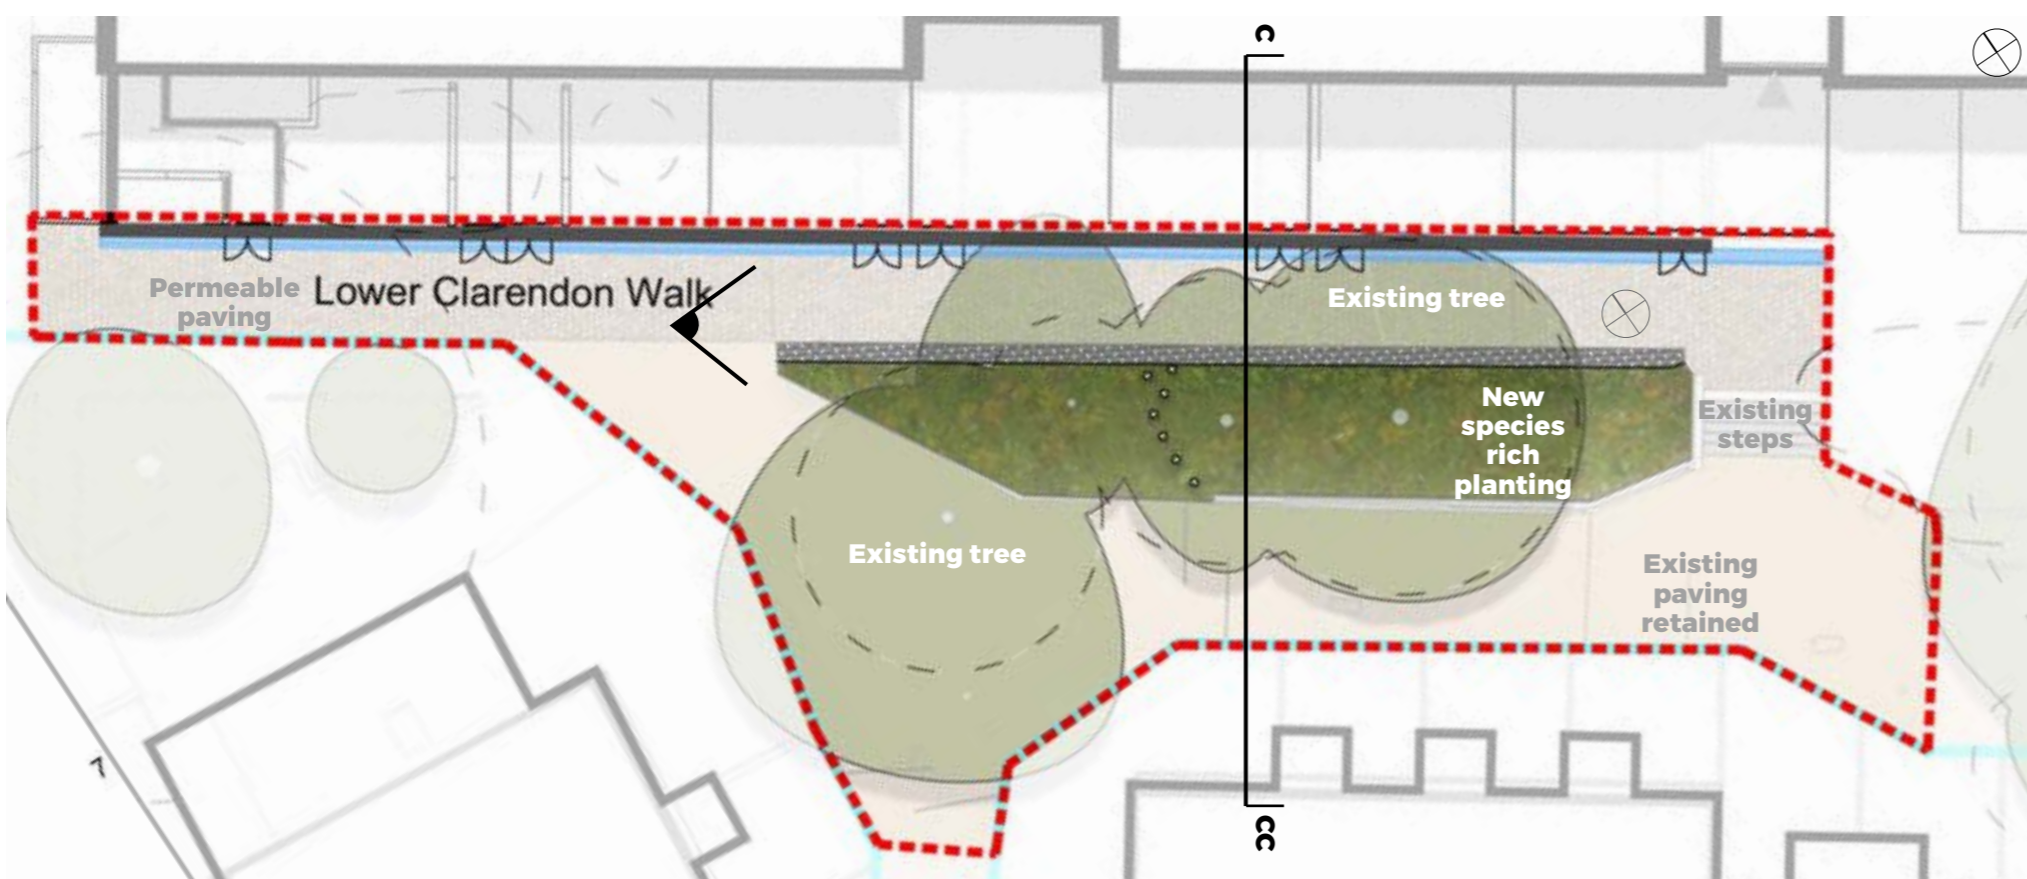 C
Permeable
paving
Lower Clarendon Walk
Existing tree
New
species
rich
planting
Existing
steps
Existing tree
Existing
paving
retained
7
CC